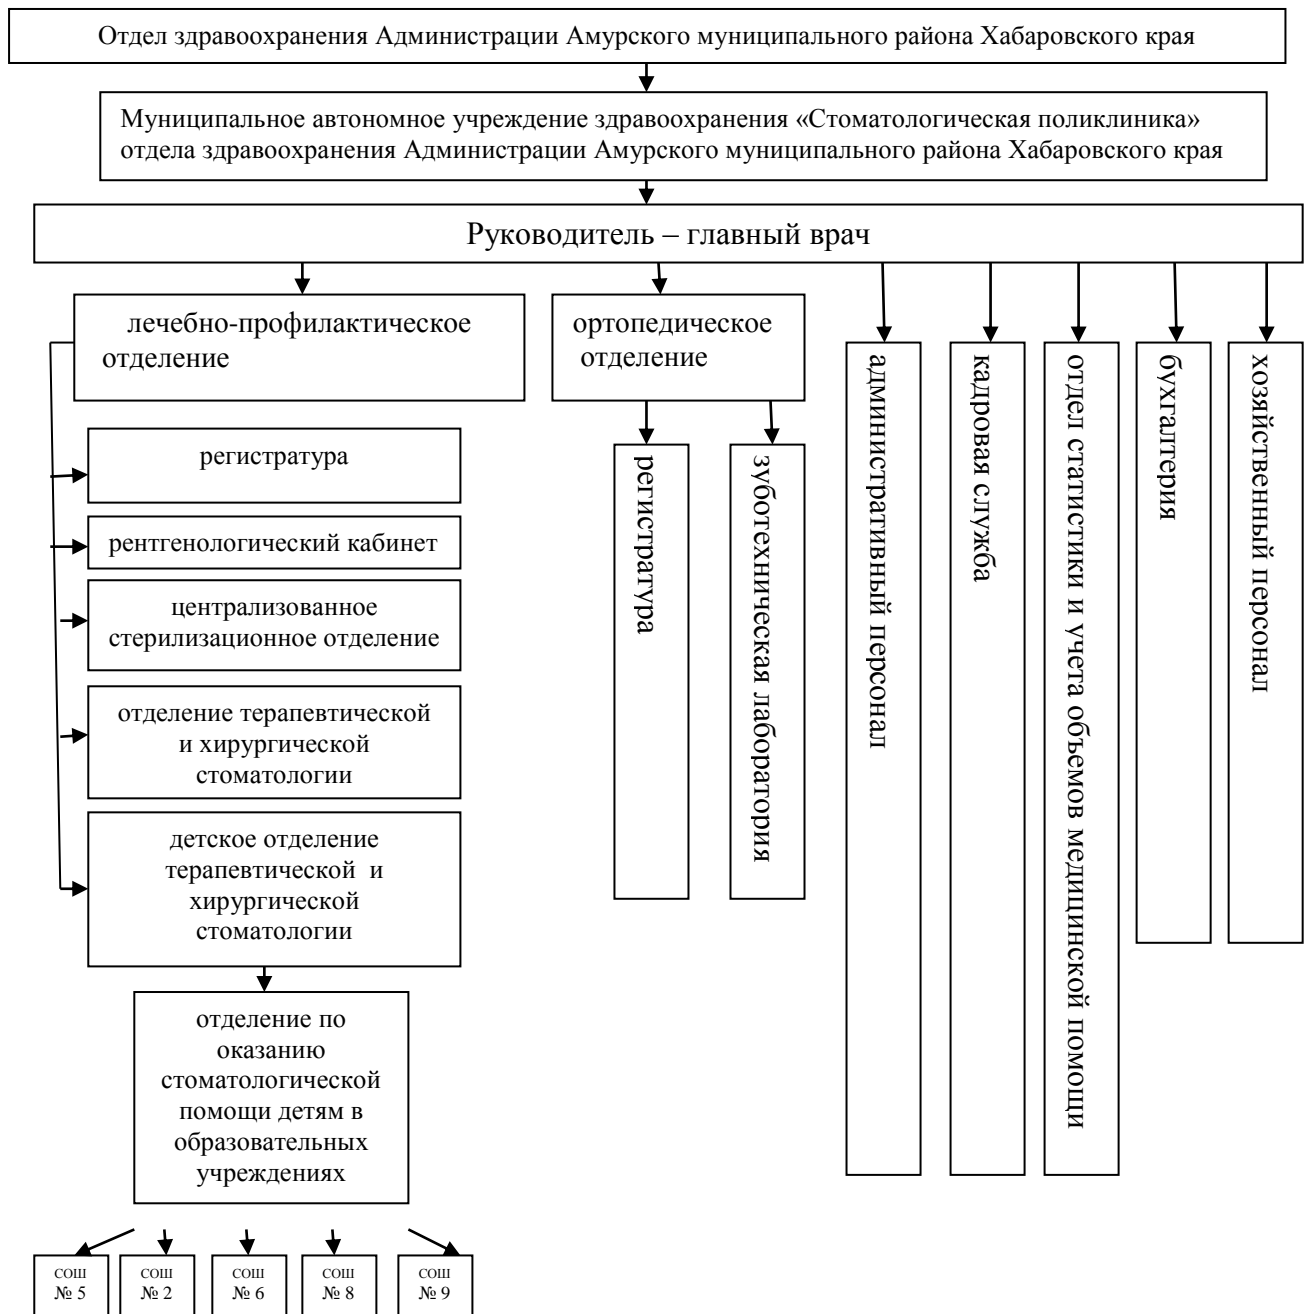 Отдел здравоохранения Администрации Амурского муниципального района Хабаровского края
Муниципальное автономное учреждение здравоохранения «Стоматологическая поликлиника»
отдела здравоохранения Администрации Амурского муниципального района Хабаровского края
Руководитель – главный врач
лечебно-профилактическое
отделение
регистратура
рентгенологический кабинет
централизованное
стерилизационное отделение
отделение терапевтической
и хирургической
стоматологии
детское отделение
терапевтической и
хирургической
стоматологии
отделение по
оказанию
стоматологической
помощи детям в
образовательных
учреждениях
СОШ
№ 5
СОШ
№ 2
СОШ
№ 6
СОШ
№ 8
СОШ
№ 9
ортопедическое
отделение
регистратура
зуботехническая лаборатория
административный персонал
кадровая служба
отдел статистики и учета объемов медицинской помощи
бухгалтерия
хозяйственный персонал